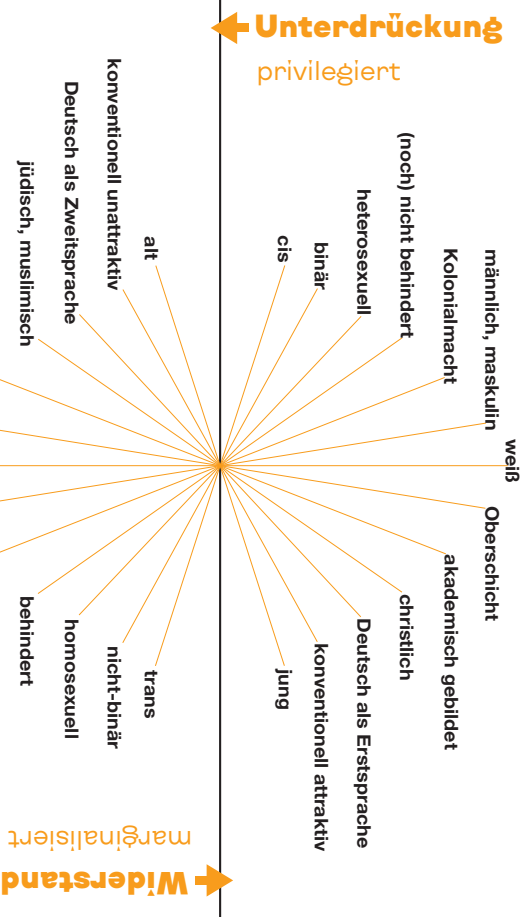 Unterdrückung
privilegiert
männlich, maskulin
weiß
Oberschicht
Kolonialmacht
akademisch gebildet
(noch) nicht behindert
christlich
heterosexuell
Deutsch als Erstsprache
binär
konventionell attraktiv
cis
jung
alt
trans
konventionell unattraktiv
nicht-binär
Deutsch als Zweitsprache
homosexuell
jüdisch, muslimisch
behindert
marginalisiert
Widerstand